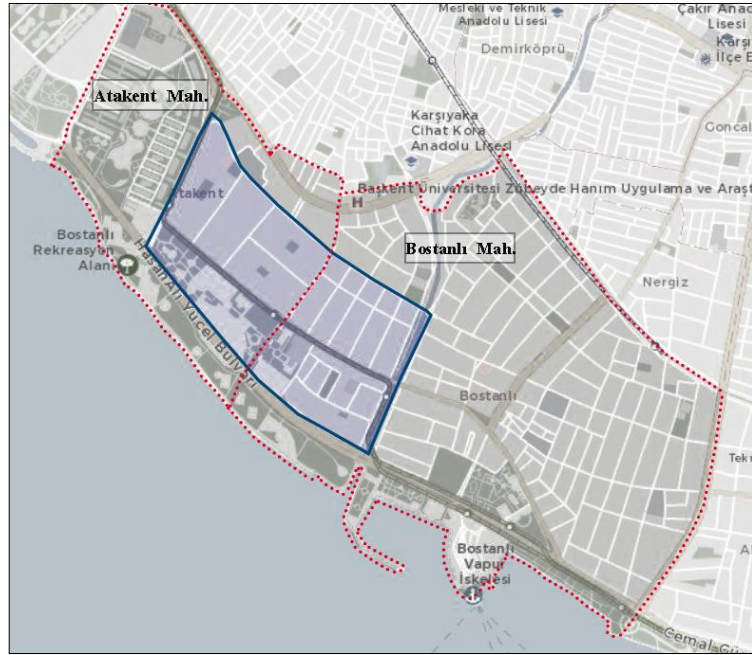 Mesleki ve Teknik
Anadolu Lisesi
Çakır Anad
Lisesi
Karşı
İlçe E
Demirköprü
Atakent Mah.
Karşıyaka
Cihat Kora
Anadolu Lisesi
Goncal
Başkent Üniversitesi Zübeyde Hanım Uygulama ve Araşt
H
Atakent
Bostanlı
Rekreasyon
Alanı
Bostanlı Mah.
Hasan Ali Yücel Bulvarı
Nergiz
Bostanlı
Teku
Bostanlı
Vapur
İskelesi
Cemal Gü